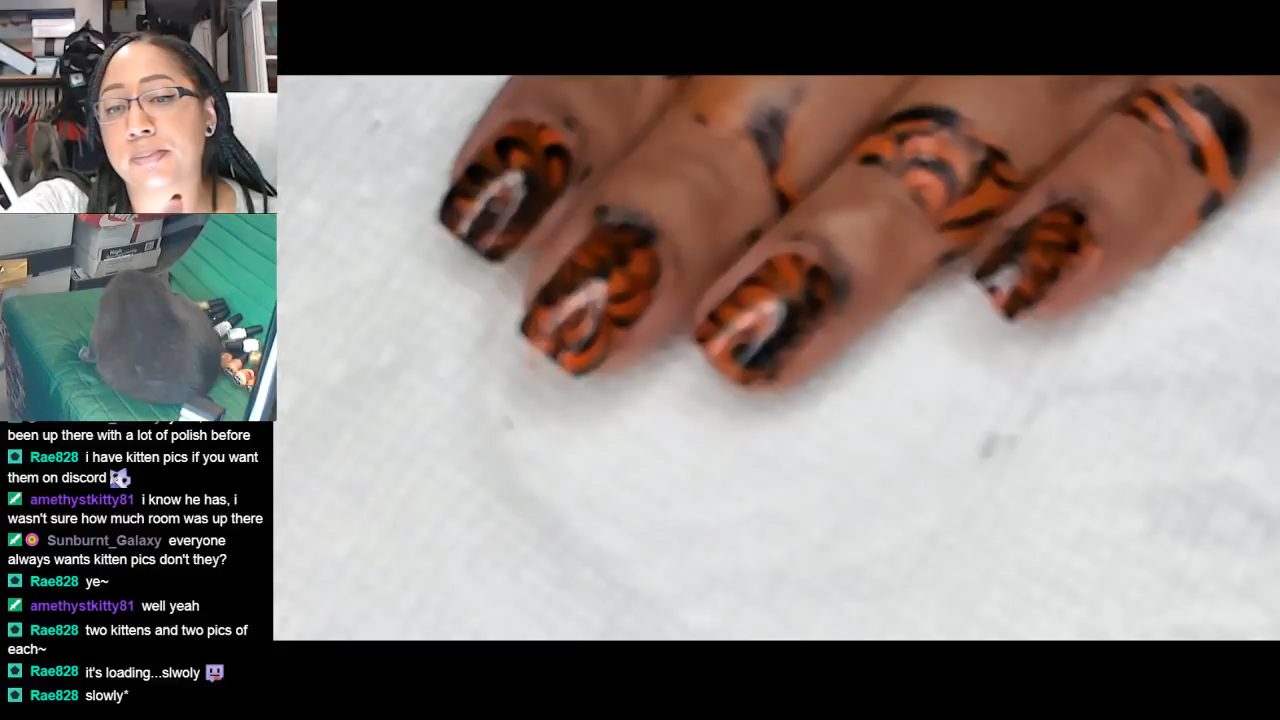 been up there with a lot of polish before
Rae828 i have kitten pics if you want
them on discord
amethystkitty81 i know he has, i
wasn't sure how much room was up there
Sunburnt_Galaxy everyone
always wants kitten pics don't they?
Rae828 ye~
amethystkitty81 well yeah
Rae828 two kittens and two pics of
each~
Rae828 it's loading...slwoly
Rae828 slowly*